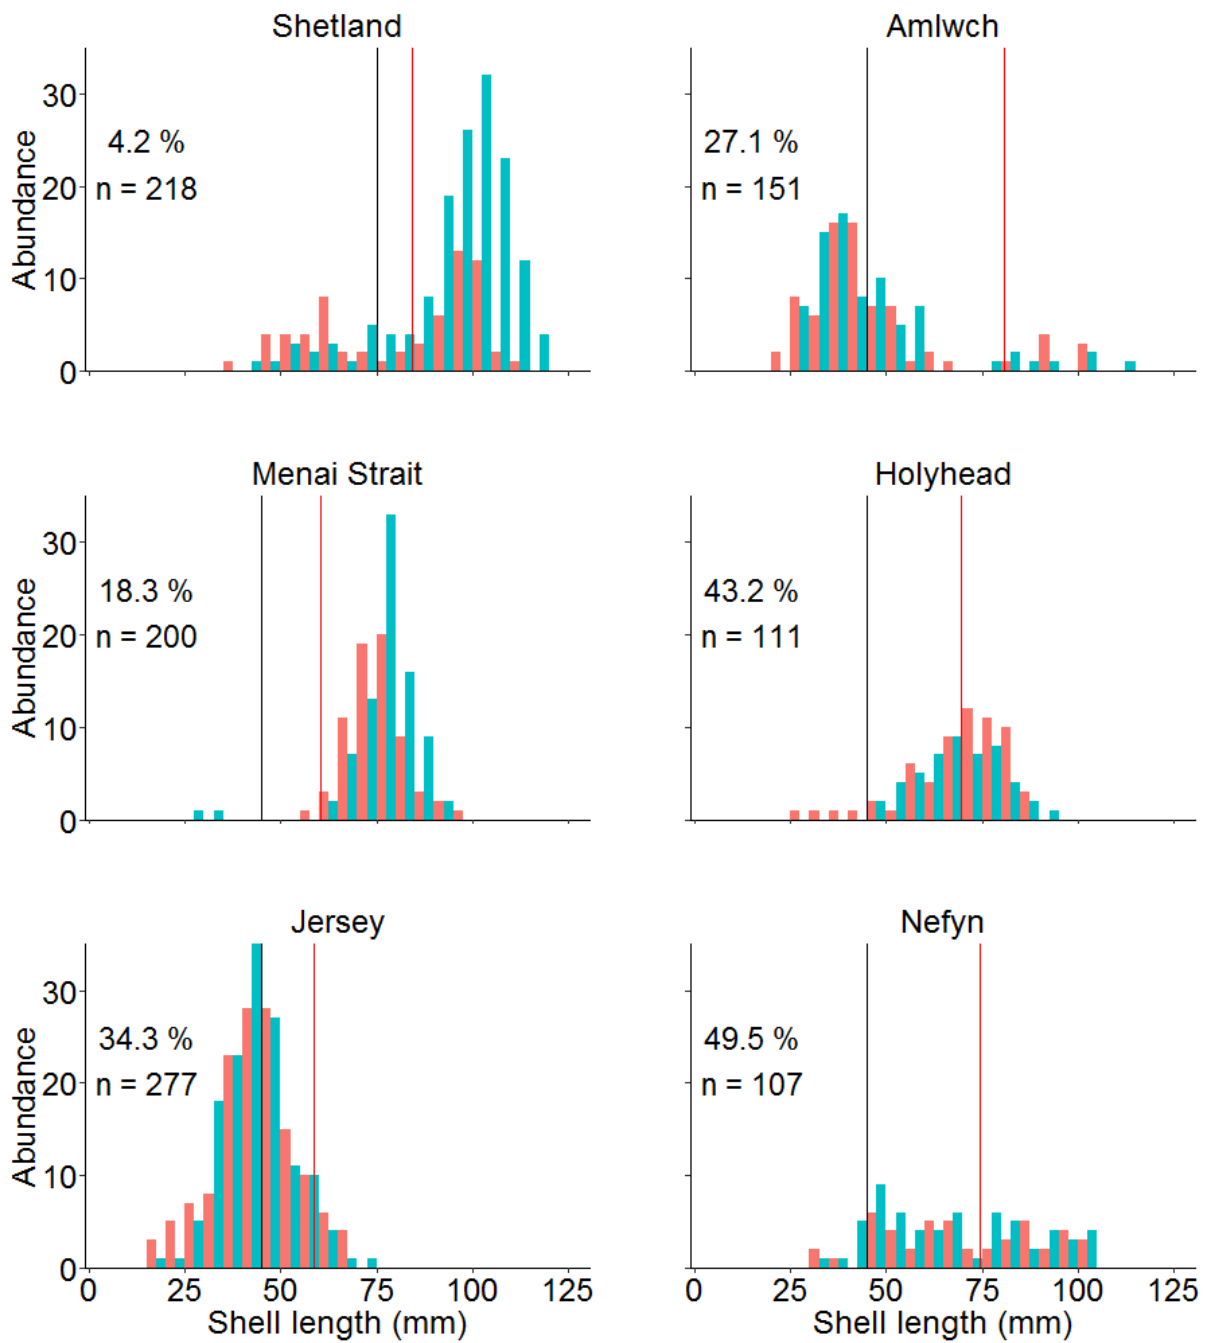 Shetland
Abundance
30
20
10
0
4.2 %
n = 218
Amlwch
27.1 %
n = 151
Menai Strait
Abundance
30
20
10
0
18.3 %
n = 200
Holyhead
43.2 %
n = 111
Jersey
Abundance
30
20
10
0
34.3 %
n = 277
0 25 50 75 100 125
Shell length (mm)
Nefyn
49.5 %
n = 107
0 25 50 75 100 125
Shell length (mm)